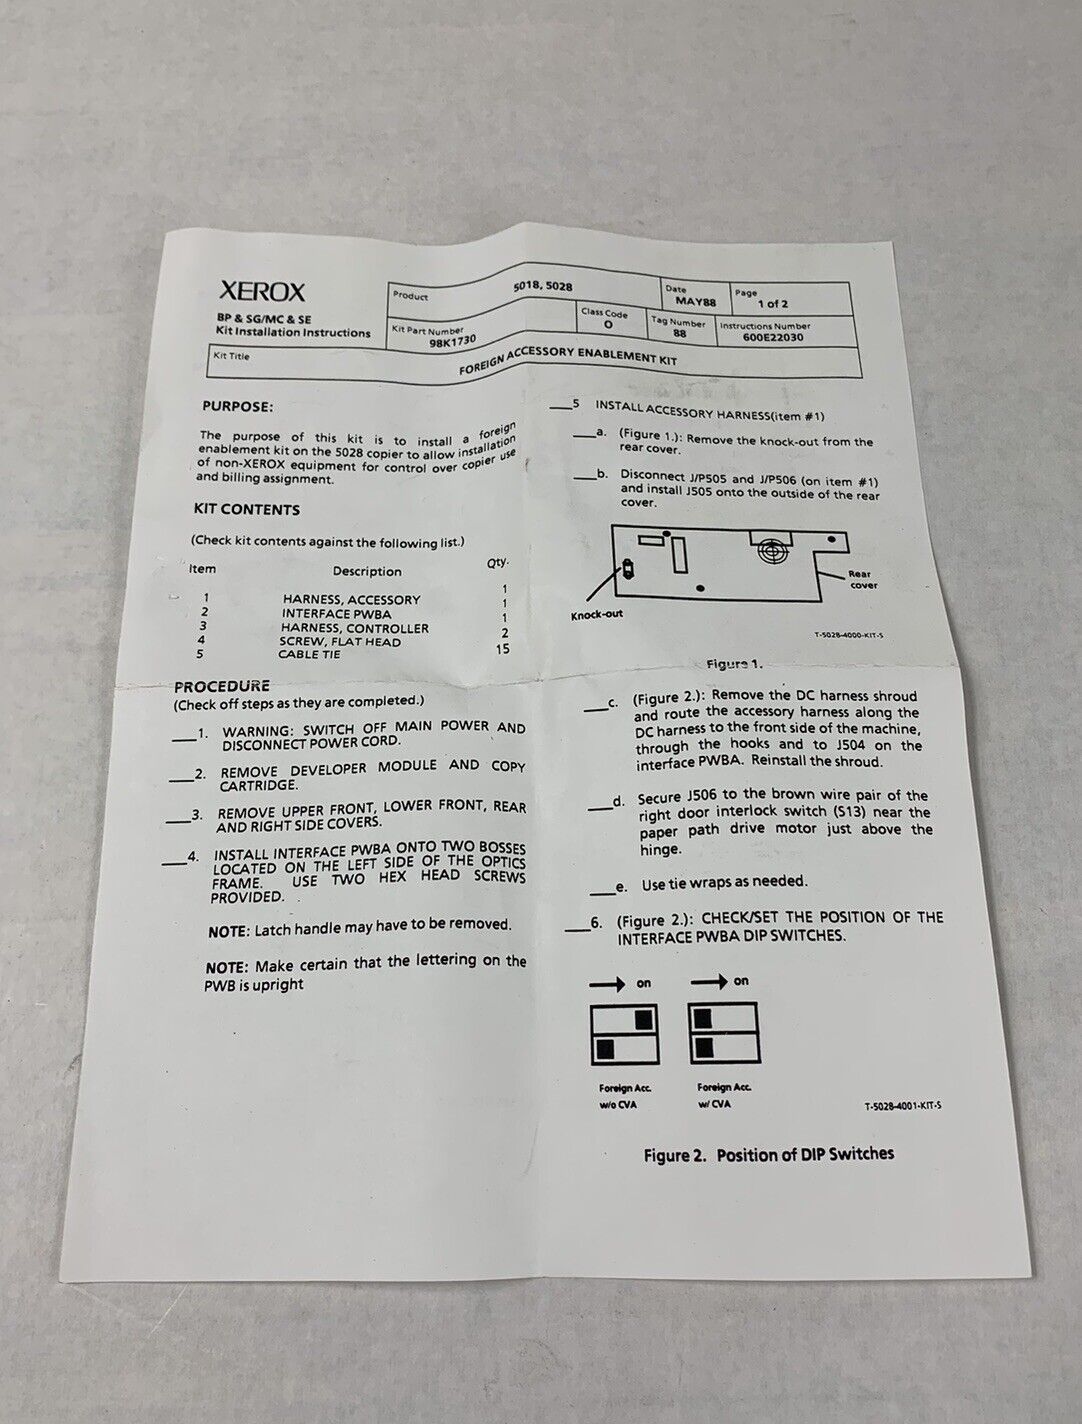 XEROX
BP & SG/MC & SE
Kit Installation Instructions
Product
5018, 5028
Date
MAY88
Page
1 of 2
Kit Part Number
98K1730
Class Code
O
Tag Number
88
Instructions Number
600E22030
Kit Title
FOREIGN ACCESSORY ENABLEMENT KIT
PURPOSE:
The purpose of this kit is to install a foreign
enablement kit on the 5028 copier to allow installation
of non-XEROX equipment for control over copier use
and billing assignment.
KIT CONTENTS
(Check kit contents against the following list.)
Item Description Qty.
1 HARNESS, ACCESSORY 1
2 INTERFACE PWBA 1
3 HARNESS, CONTROLLER 1
4 SCREW, FLAT HEAD 2
5 CABLE TIE 15
PROCEDURE
(Check off steps as they are completed.)
___1. WARNING: SWITCH OFF MAIN POWER AND
DISCONNECT POWER CORD.
___2. REMOVE DEVELOPER MODULE AND COPY
CARTRIDGE.
___3. REMOVE UPPER FRONT, LOWER FRONT, REAR
AND RIGHT SIDE COVERS.
___4. INSTALL INTERFACE PWBA ONTO TWO BOSSES
LOCATED ON THE LEFT SIDE OF THE OPTICS
FRAME. USE TWO HEX HEAD SCREWS
PROVIDED.
NOTE: Latch handle may have to be removed.
NOTE: Make certain that the lettering on the
PWB is upright
___5 INSTALL ACCESSORY HARNESS(item #1)
___a. (Figure 1.): Remove the knock-out from the
rear cover.
___b. Disconnect J/P505 and J/P506 (on item #1)
and install J505 onto the outside of the rear
cover.
Rear
cover
Knock-out
T-5028-4000-KIT-S
Figure 1.
___c. (Figure 2.): Remove the DC harness shroud
and route the accessory harness along the
DC harness to the front side of the machine,
through the hooks and to J504 on the
interface PWBA. Reinstall the shroud.
___d. Secure J506 to the brown wire pair of the
right door interlock switch (S13) near the
paper path drive motor just above the
hinge.
___e. Use tie wraps as needed.
___6. (Figure 2.): CHECK/SET THE POSITION OF THE
INTERFACE PWBA DIP SWITCHES.
on on
Foreign Acc. Foreign Acc.
w/o CVA w/ CVA
T-5028-4001-KIT-S
Figure 2. Position of DIP Switches